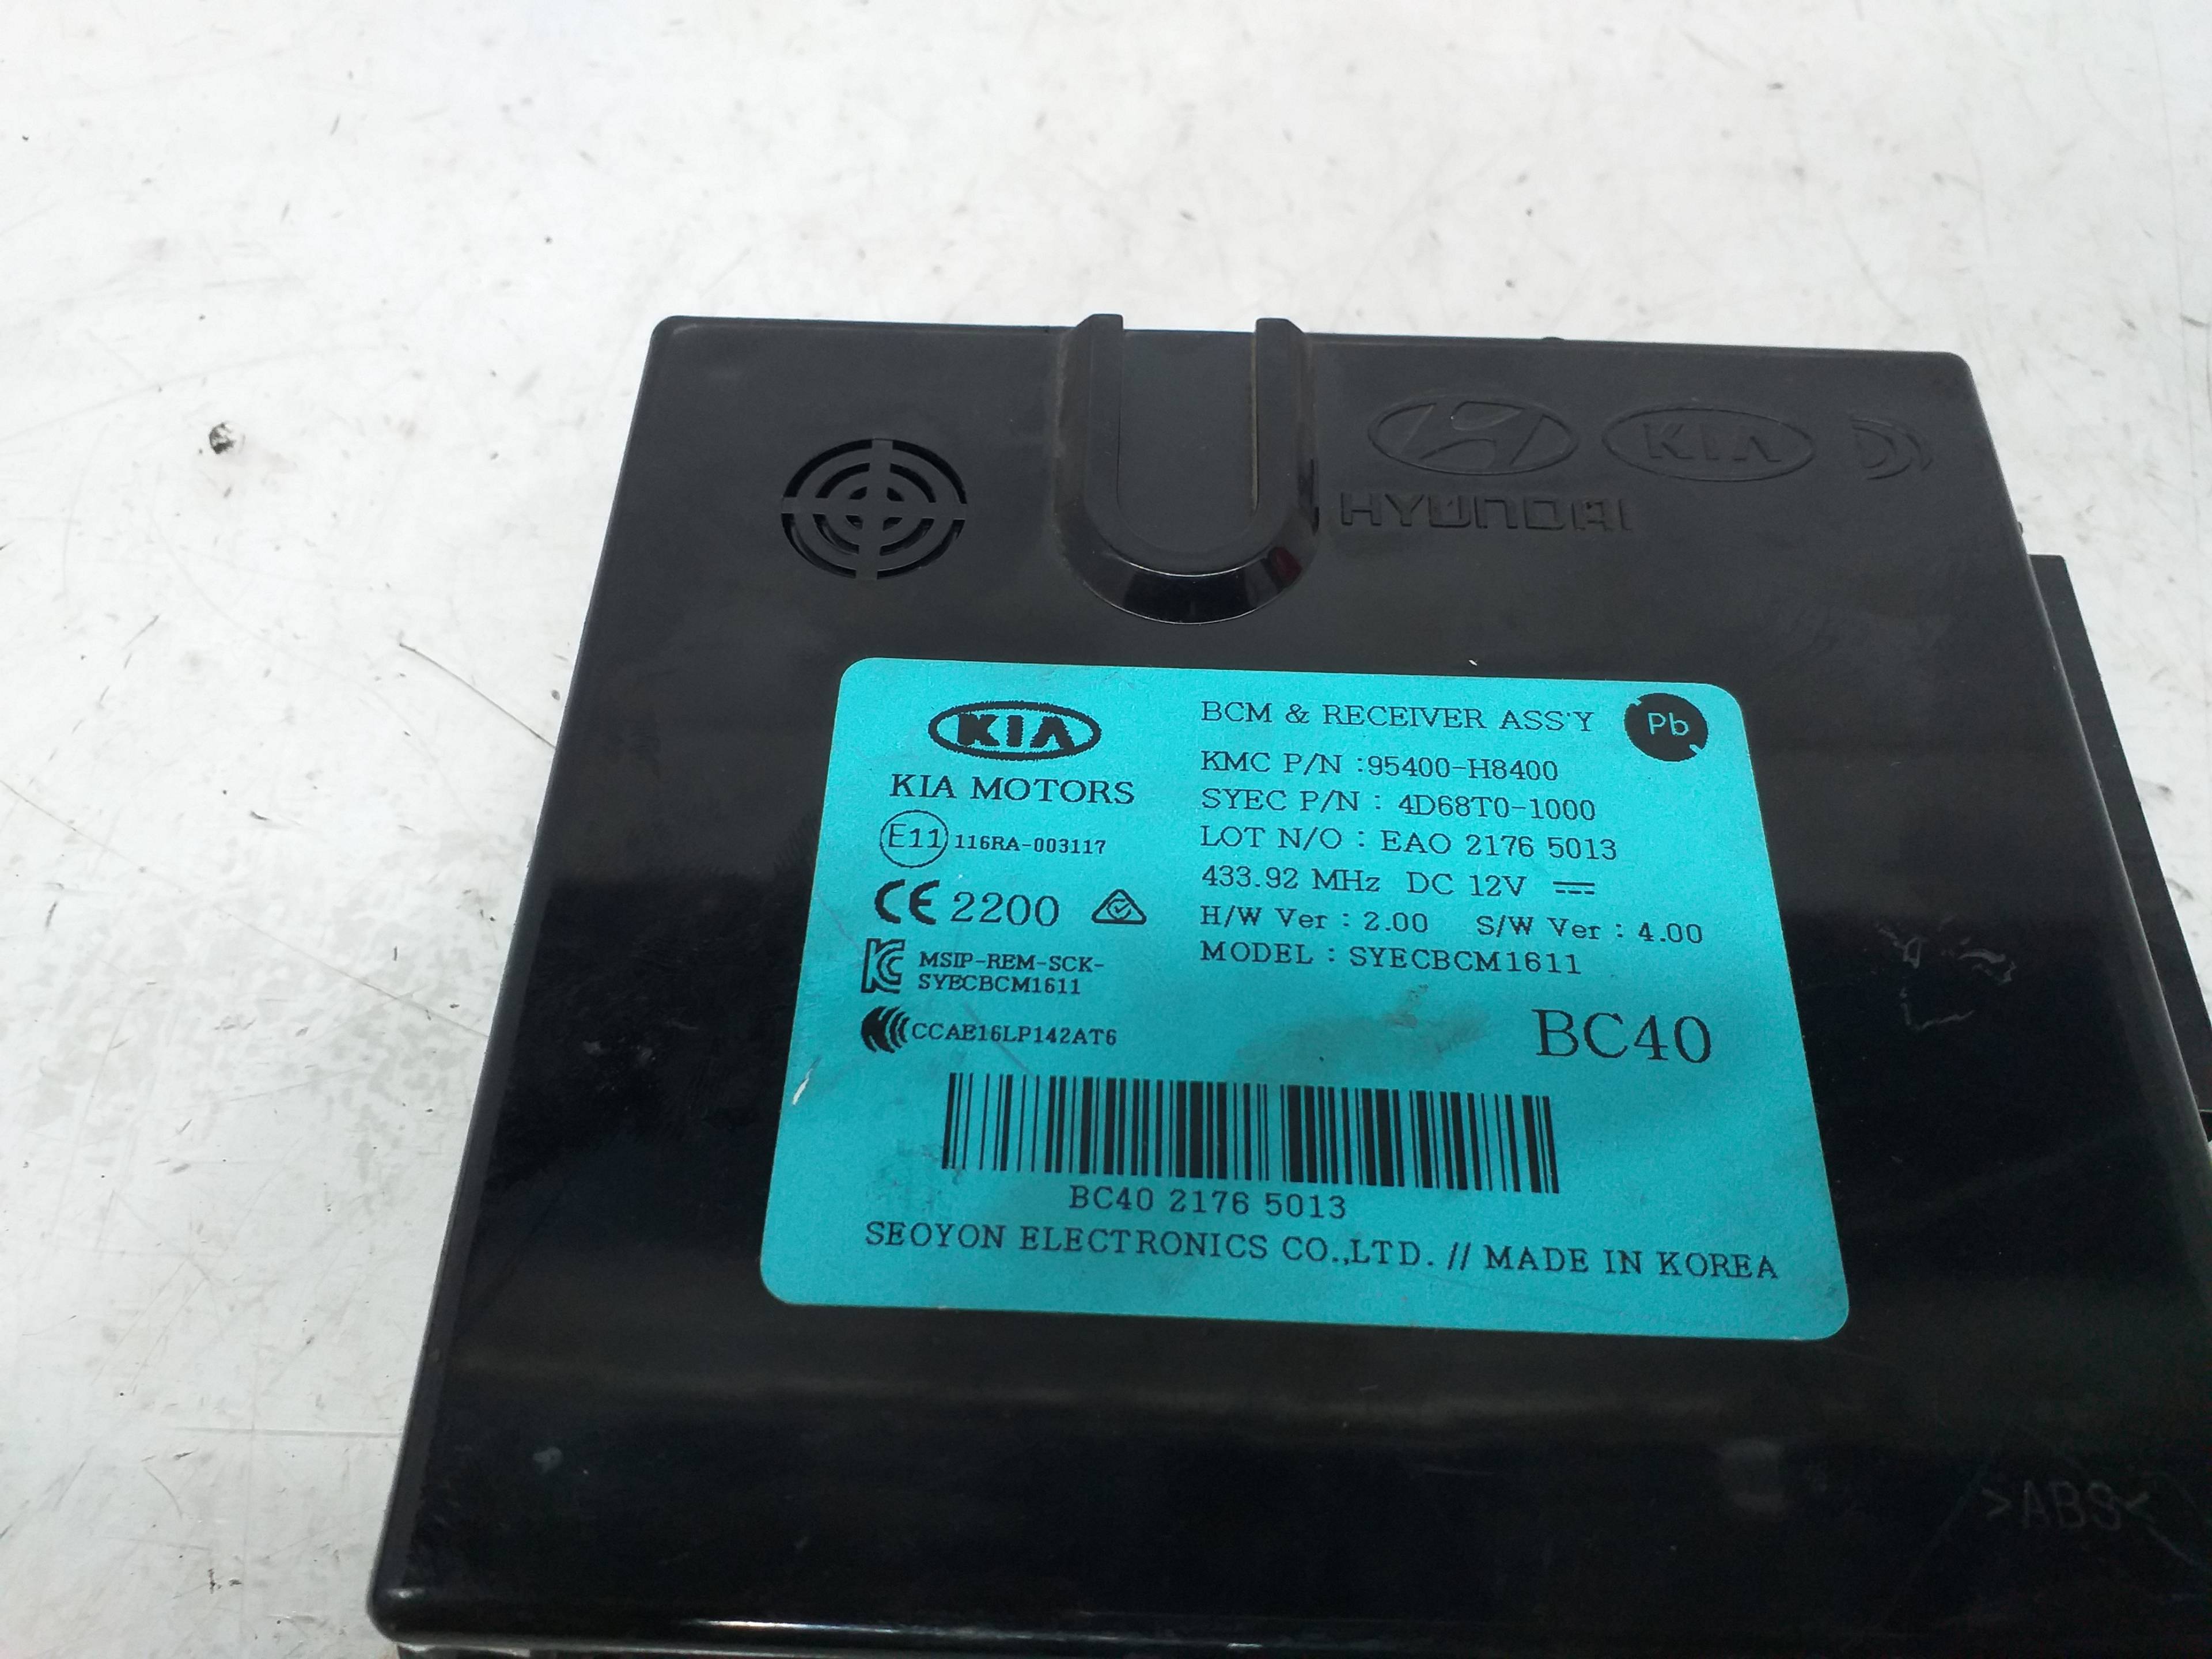 KIA
HYUNDAI
KIA
KIA MOTORS
E11 116RA-003117
CE 2200
MSIP-REM-SCK-
SYECBCM1611
CCAE16LP142AT6
BCM & RECEIVER ASS'Y
Pb
KMC P/N :95400-H8400
SYEC P/N : 4D68T0-1000
LOT N/O : EAO 2176 5013
433.92 MHz DC 12V
H/W Ver : 2.00 S/W Ver : 4.00
MODEL : SYECBCM1611
BC40
BC40 2176 5013
SEOYON ELECTRONICS CO.,LTD. // MADE IN KOREA
>ABS<